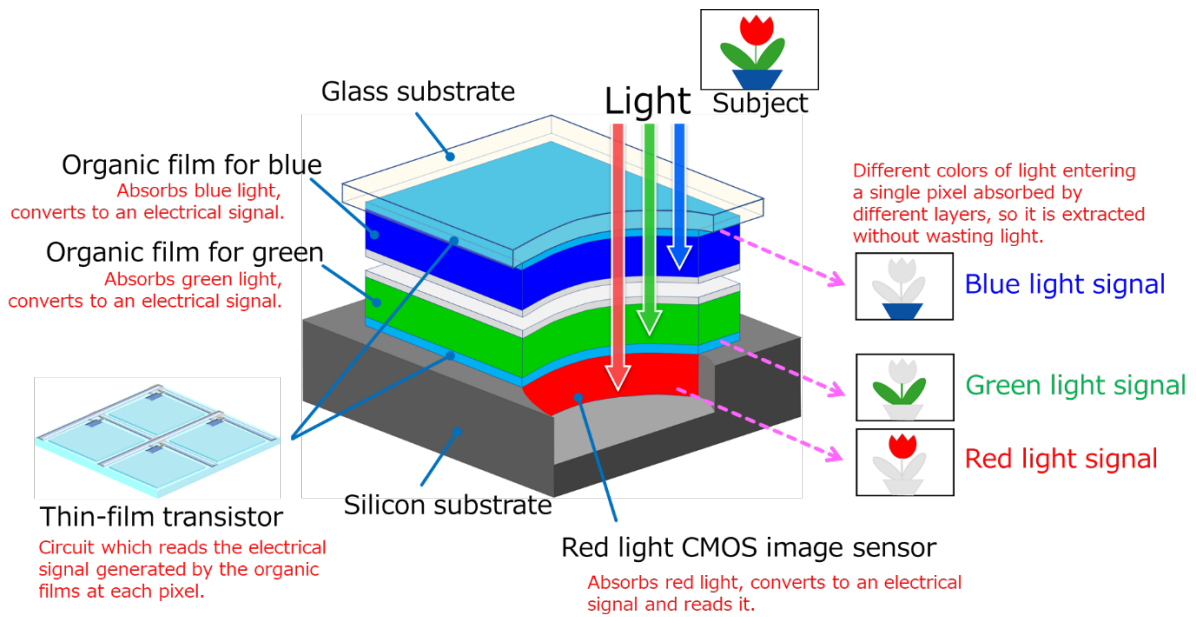 Light
Subject
Glass substrate
Organic film for blue
Absorbs blue light,
converts to an electrical signal.
Organic film for green
Absorbs green light,
converts to an electrical signal.
Different colors of light entering
a single pixel absorbed by
different layers, so it is extracted
without wasting light.
Blue light signal
Green light signal
Red light signal
Thin-film transistor
Circuit which reads the electrical
signal generated by the organic
films at each pixel.
Silicon substrate
Red light CMOS image sensor
Absorbs red light, converts to an electrical
signal and reads it.